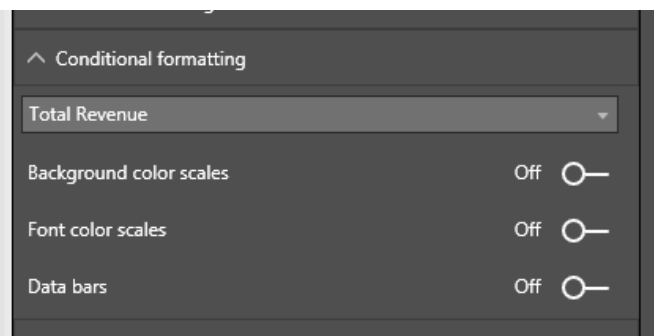 Conditional formatting
Total Revenue
Background color scales Off
Font color scales Off
Data bars Off